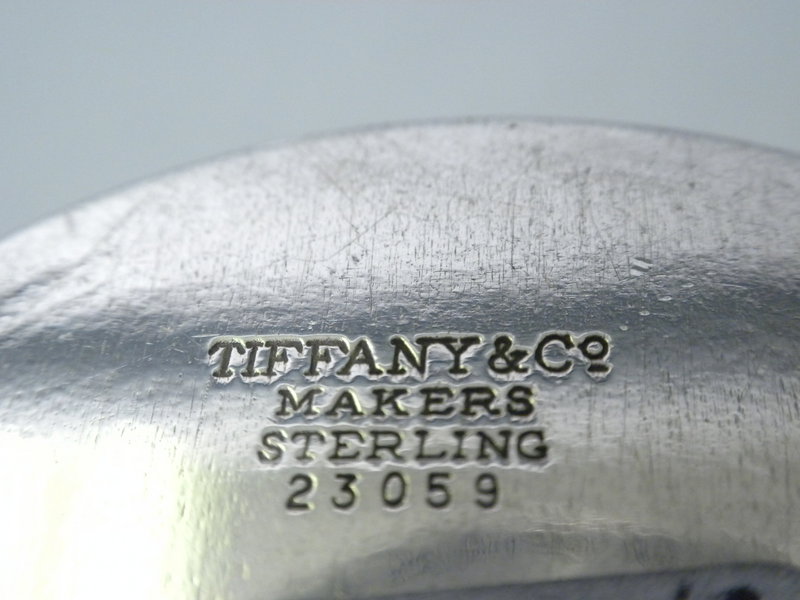 TIFFANY & Cº
MAKERS
STERLING
23059